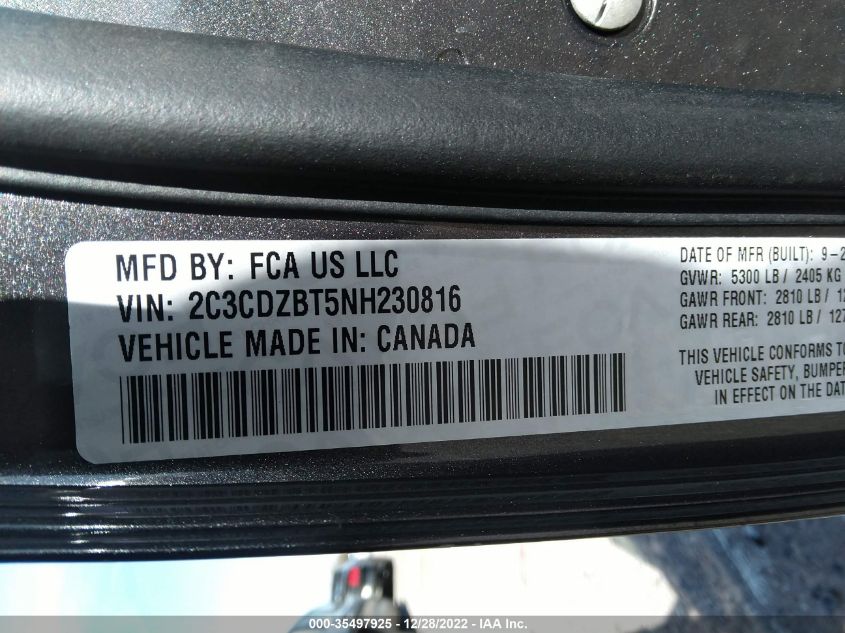 MFD BY: FCA US LLC
VIN: 2C3CDZBT5NH230816
VEHICLE MADE IN: CANADA
DATE OF MFR (BUILT): 9-2
GVWR: 5300 LB / 2405 KG
GAWR FRONT: 2810 LB / 12
GAWR REAR: 2810 LB / 127
THIS VEHICLE CONFORMS TO
VEHICLE SAFETY, BUMPER
IN EFFECT ON THE DAT
000-35497925 - 12/28/2022 - IAA Inc.